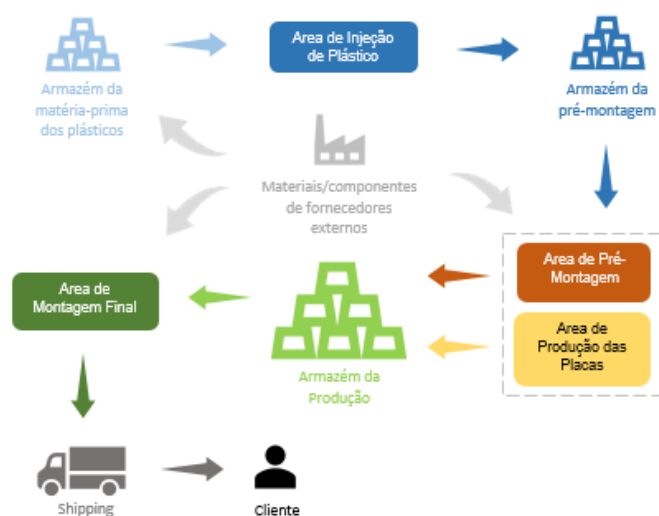 Area de Injeção
de Plástico
Armazém da
matéria-prima
dos plásticos
Armazém da
pré-montagem
Materiais/componentes
de fornecedores
externos
Area de Pré-
Montagem
Area de
Montagem Final
Area de
Produção das
Placas
Armazém da
Produção
Shipping
Cliente